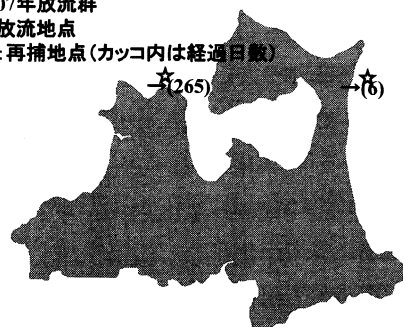 07年放流群
放流地点
:再捕地点(カッコ内は経過日数)
☆
→(265)
☆
→(6)